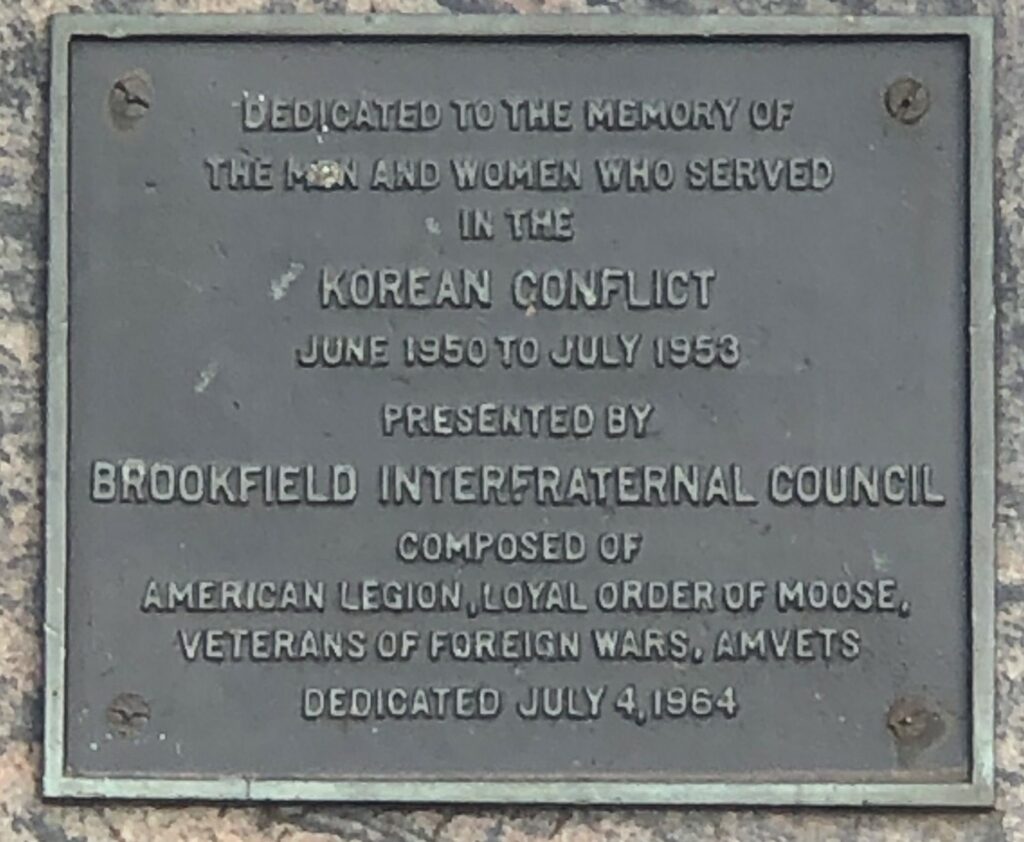 DEDICATED TO THE MEMORY OF
THE MEN AND WOMEN WHO SERVED
IN THE
KOREAN CONFLICT
JUNE 1950 TO JULY 1953
PRESENTED BY
BROOKFIELD INTERFRATERNAL COUNCIL
COMPOSED OF
AMERICAN LEGION, LOYAL ORDER OF MOOSE,
VETERANS OF FOREIGN WARS, AMVETS
DEDICATED JULY 4, 1964